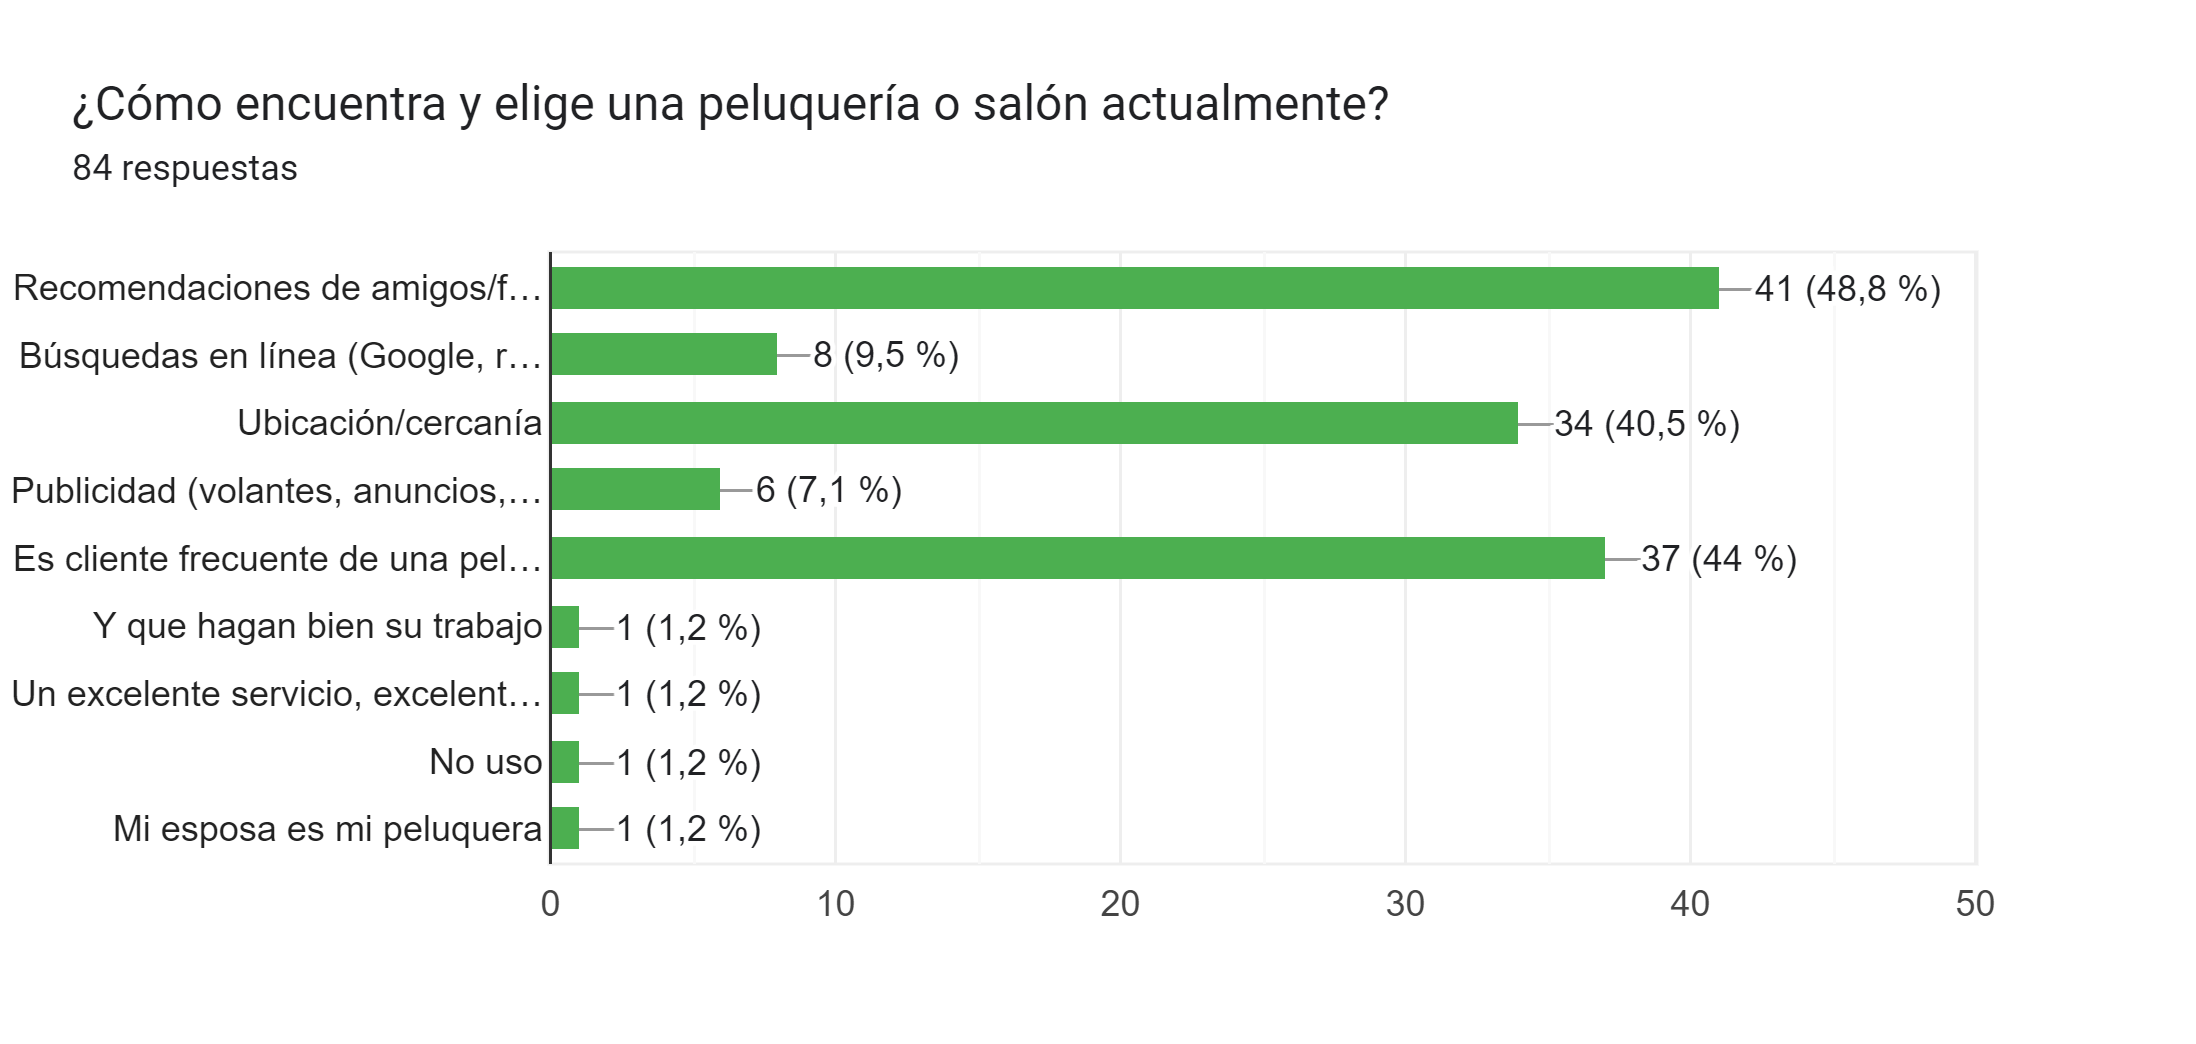 ¿Cómo encuentra y elige una peluquería o salón actualmente?
84 respuestas
Recomendaciones de amigos/f… 41 (48,8 %)
Búsquedas en línea (Google, r… 8 (9,5 %)
Ubicación/cercanía 34 (40,5 %)
Publicidad (volantes, anuncios,… 6 (7,1 %)
Es cliente frecuente de una pel… 37 (44 %)
Y que hagan bien su trabajo 1 (1,2 %)
Un excelente servicio, excelent… 1 (1,2 %)
No uso 1 (1,2 %)
Mi esposa es mi peluquera 1 (1,2 %)
0 10 20 30 40 50